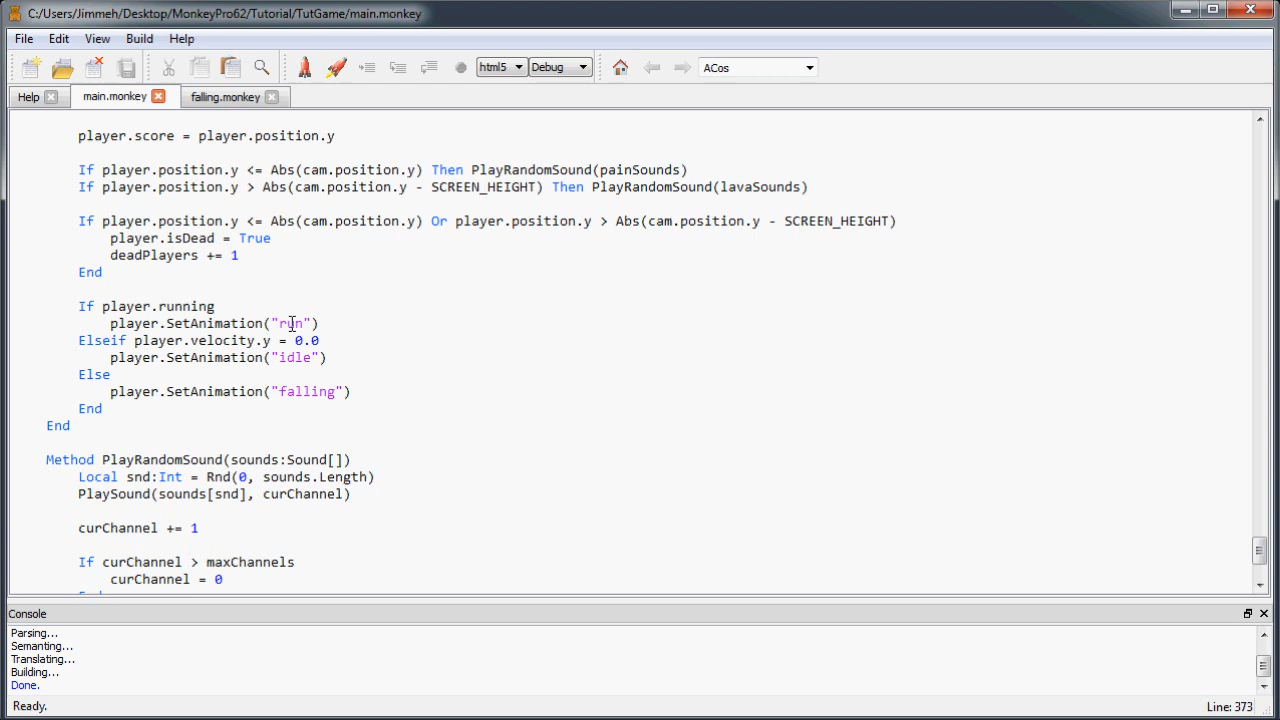 C:/Users/Jimmeh/Desktop/MonkeyPro62/Tutorial/TutGame/main.monkey
File Edit View Build Help
html5 Debug ACos
Help main.monkey falling.monkey
player.score = player.position.y
If player.position.y <= Abs(cam.position.y) Then PlayRandomSound(painSounds)
If player.position.y > Abs(cam.position.y - SCREEN_HEIGHT) Then PlayRandomSound(lavaSounds)
If player.position.y <= Abs(cam.position.y) Or player.position.y > Abs(cam.position.y - SCREEN_HEIGHT)
player.isDead = True
deadPlayers += 1
End
If player.running
player.SetAnimation("run")
Elseif player.velocity.y = 0.0
player.SetAnimation("idle")
Else
player.SetAnimation("falling")
End
End
Method PlayRandomSound(sounds:Sound[])
Local snd:Int = Rnd(0, sounds.Length)
PlaySound(sounds[snd], curChannel)
curChannel += 1
If curChannel > maxChannels
curChannel = 0
Console
Parsing...
Semanting...
Translating...
Building...
Done.
Ready. Line: 373